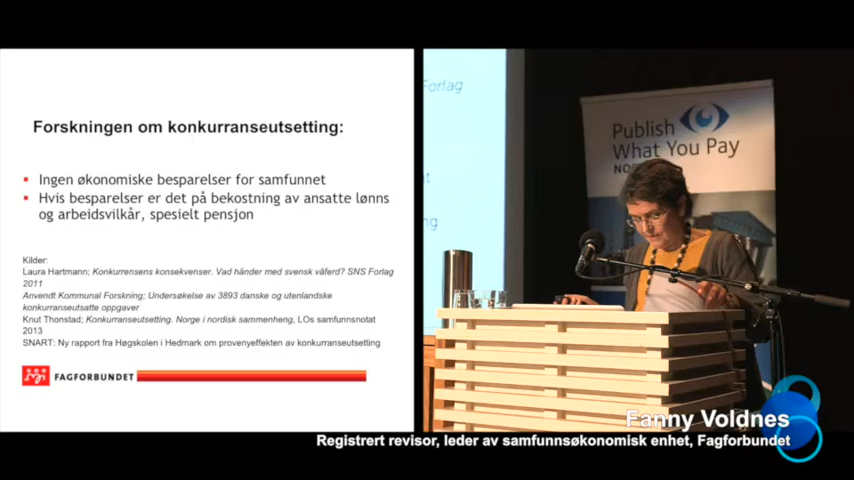 Forskningen om konkurranseutsetting:
Ingen økonomiske besparelser for samfunnet
Hvis besparelser er det på bekostning av ansatte lønns
og arbeidsvilkår, spesielt pensjon
Kilder:
Laura Hartmann; Konkurrensens konsekvenser. Vad händer med svensk välferd? SNS Forlag
2011
Anvendt Kommunal Forskning; Undersøkelse av 3893 danske og utenlandske
konkurranseutsatte oppgaver
Knut Thonstad; Konkurranseutsetting. Norge i nordisk sammenheng, LOs samfunnsnotat
2013
SNART: Ny rapport fra Høgskolen i Hedmark om provenyeffekten av konkurranseutsetting
FAGFORBUNDET
Forlag
Publish
What You Pay
Fanny Voldnes
Registrert revisor, leder av samfunnsøkonomisk enhet, Fagforbundet